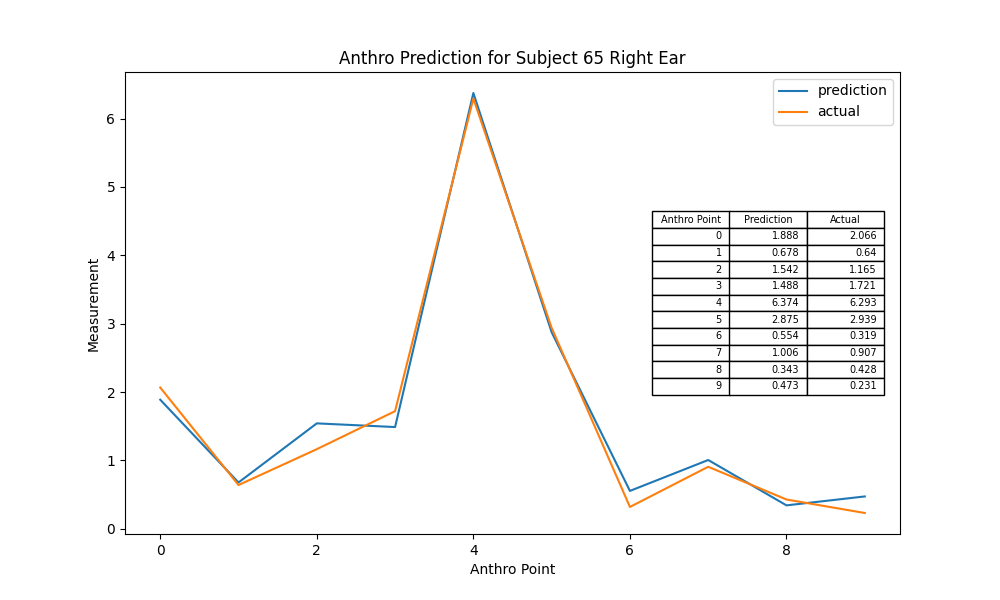 Anthro Prediction for Subject 65 Right Ear
prediction
actual
6
5
4
3
2
1
0
Measurement
Anthro Point Prediction Actual
0 1.888 2.066
1 0.678 0.64
2 1.542 1.165
3 1.488 1.721
4 6.374 6.293
5 2.875 2.939
6 0.554 0.319
7 1.006 0.907
8 0.343 0.428
9 0.473 0.231
0 2 4 6 8
Anthro Point